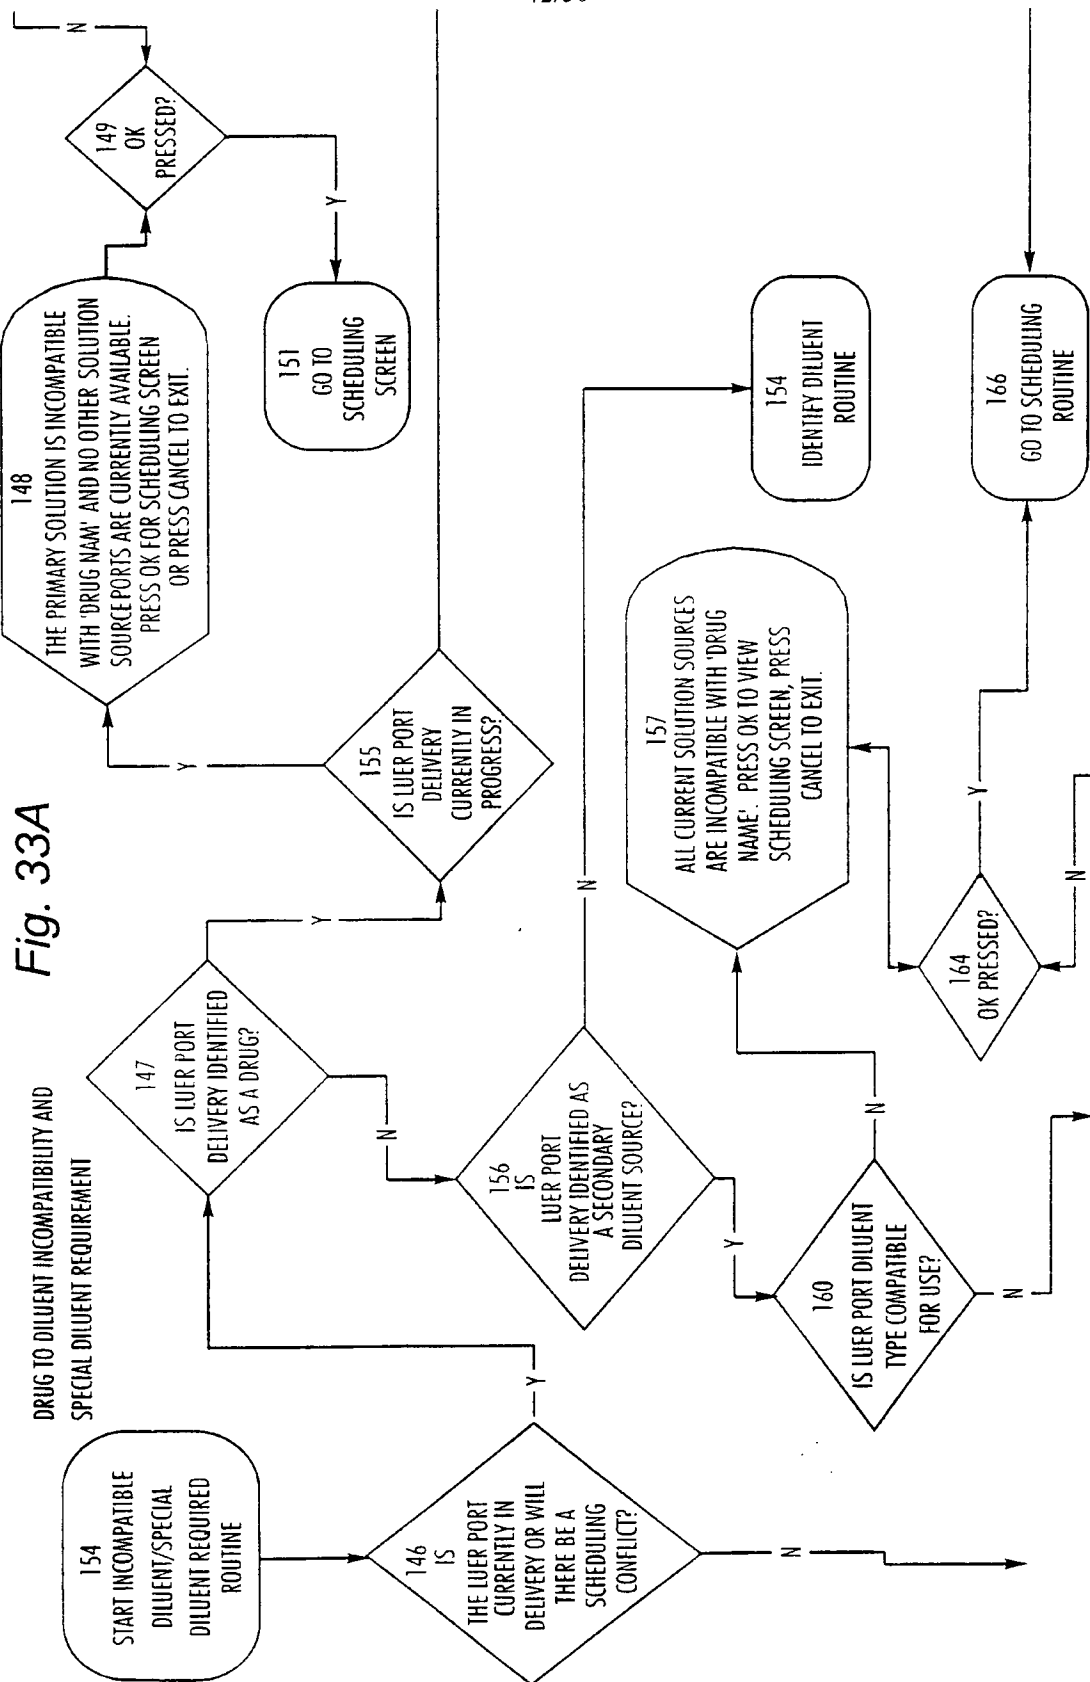 Fig. 33A
DRUG TO DILUENT INCOMPATIBILITY AND
SPECIAL DILUENT REQUIREMENT
154
START INCOMPATIBLE
DILUENT/SPECIAL
DILUENT REQUIRED
ROUTINE
146
IS
THE LUER PORT
CURRENTLY IN
DELIVERY OR WILL
THERE BE A
SCHEDULING
CONFLICT?
Y
N
147
IS LUER PORT
DELIVERY IDENTIFIED
AS A DRUG?
Y
N
155
IS LUER PORT
DELIVERY
CURRENTLY IN
PROGRESS?
Y
148
THE PRIMARY SOLUTION IS INCOMPATIBLE
WITH 'DRUG NAM' AND NO OTHER SOLUTION
SOURCE PORTS ARE CURRENTLY AVAILABLE.
PRESS OK FOR SCHEDULING SCREEN
OR PRESS CANCEL TO EXIT.
149
OK
PRESSED?
N
Y
151
GO TO
SCHEDULING
SCREEN
156
IS
LUER PORT
DELIVERY IDENTIFIED AS
A SECONDARY
DILUENT SOURCE?
N
Y
154
IDENTIFY DILUENT
ROUTINE
160
IS LUER PORT DILUENT
TYPE COMPATIBLE
FOR USE?
N
N
157
ALL CURRENT SOLUTION SOURCES
ARE INCOMPATIBLE WITH 'DRUG
NAME'. PRESS OK TO VIEW
SCHEDULING SCREEN, PRESS
CANCEL TO EXIT.
164
OK PRESSED?
Y
N
166
GO TO SCHEDULING
ROUTINE